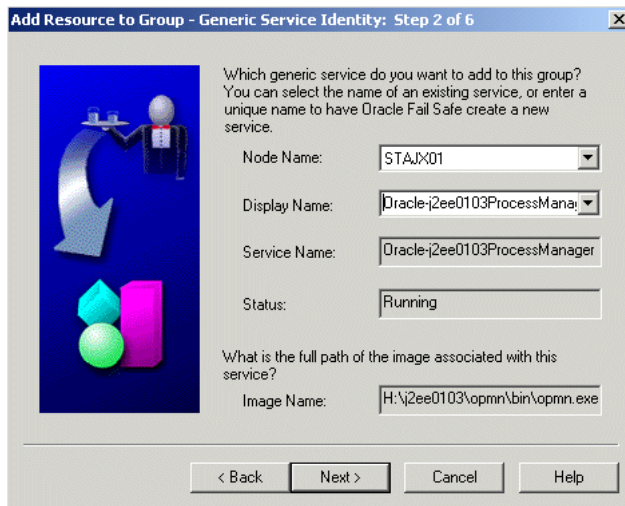 Add Resource to Group - Generic Service Identity: Step 2 of 6
Which generic service do you want to add to this group?
You can select the name of an existing service, or enter a
unique name to have Oracle Fail Safe create a new
service.
Node Name: STAJX01
Display Name: Oracle-j2ee0103ProcessMana
Service Name: Oracle-j2ee0103ProcessManager
Status: Running
What is the full path of the image associated with this
service?
Image Name: H:\j2ee0103\opmn\bin\opmn.exe
< Back Next > Cancel Help